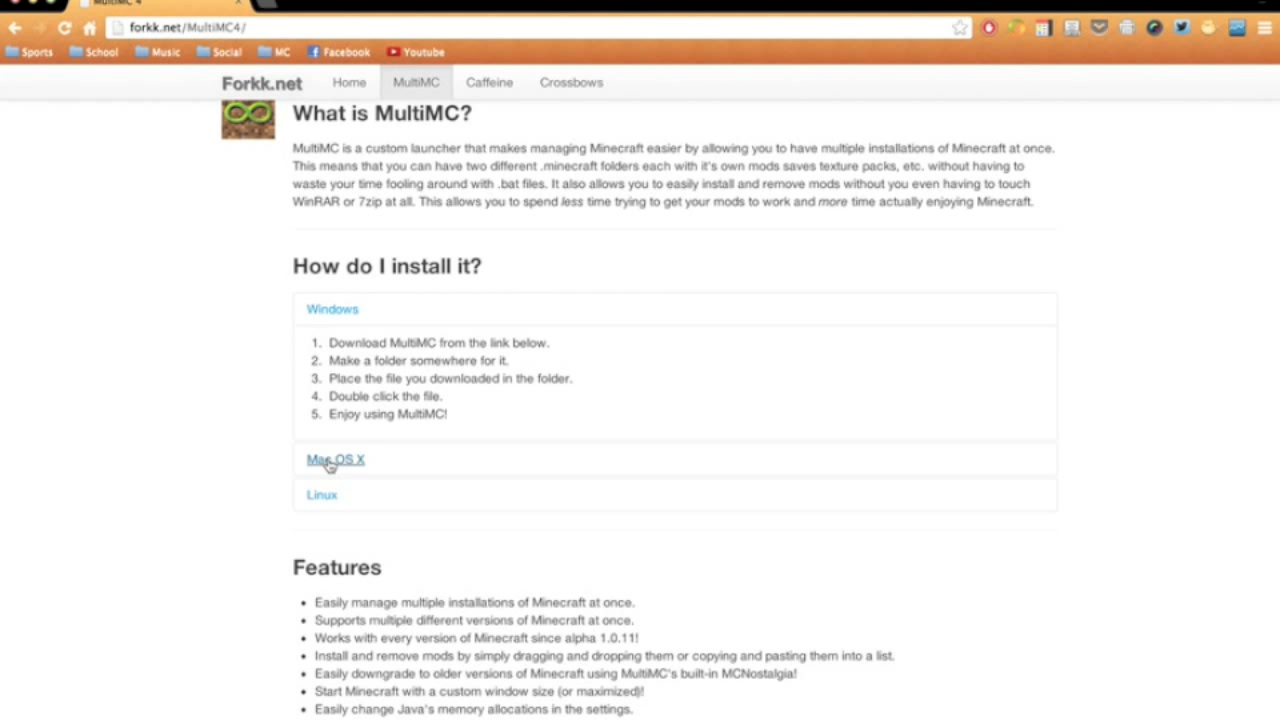 MultiMC 4
forkk.net/MultiMC4/
Sports School Music Social MC Facebook Youtube
Forkk.net Home MultiMC Caffeine Crossbows
What is MultiMC?
MultiMC is a custom launcher that makes managing Minecraft easier by allowing you to have multiple installations of Minecraft at once.
This means that you can have two different .minecraft folders each with it's own mods saves texture packs, etc. without having to
waste your time fooling around with .bat files. It also allows you to easily install and remove mods without you even having to touch
WinRAR or 7zip at all. This allows you to spend less time trying to get your mods to work and more time actually enjoying Minecraft.
How do I install it?
Windows
1. Download MultiMC from the link below.
2. Make a folder somewhere for it.
3. Place the file you downloaded in the folder.
4. Double click the file.
5. Enjoy using MultiMC!
Mac OS X
Linux
Features
• Easily manage multiple installations of Minecraft at once.
• Supports multiple different versions of Minecraft at once.
• Works with every version of Minecraft since alpha 1.0.11!
• Install and remove mods by simply dragging and dropping them or copying and pasting them into a list.
• Easily downgrade to older versions of Minecraft using MultiMC's built-in MCNostalgia!
• Start Minecraft with a custom window size (or maximized)!
• Easily change Java's memory allocations in the settings.